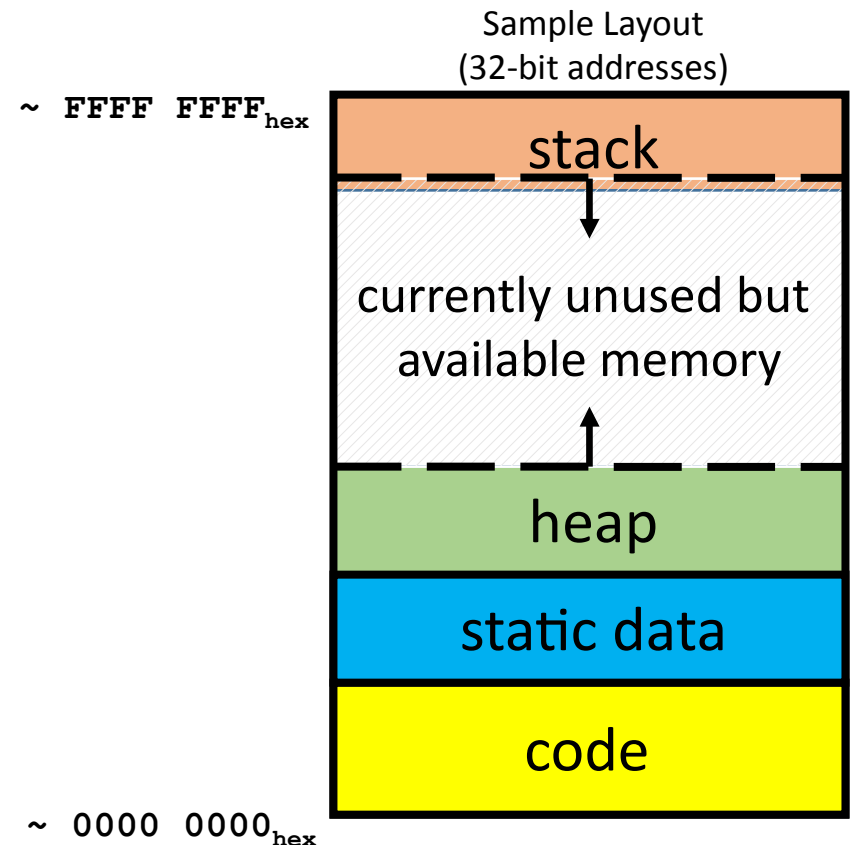 Sample Layout
(32-bit addresses)
~ FFFF FFFFhex
stack
currently unused but
available memory
heap
static data
code
~ 0000 0000hex